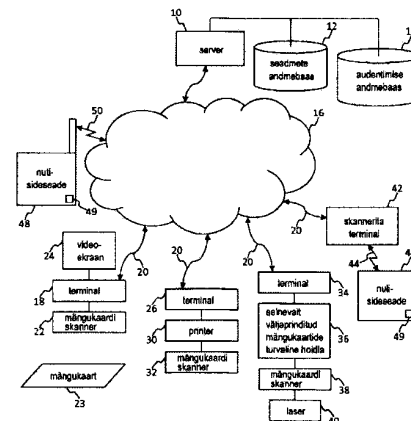 10
12
server
seadmete
andmebaas
audentimise
andmebaas
50
16
nuti-
sideseade
48
49
42
skannerita
terminal
20
20
20
20
44
24
video-
ekraan
18
terminal
26
terminal
terminal
34
nuti-
sideseade
49
22
mängukaardi
skanner
30
printer
eelnevalt
väljaprinditud
mängukaartide
turvaline hoidla
36
32
mängukaardi
skanner
mängukaart
23
mängukaardi
skanner
38
laser
40